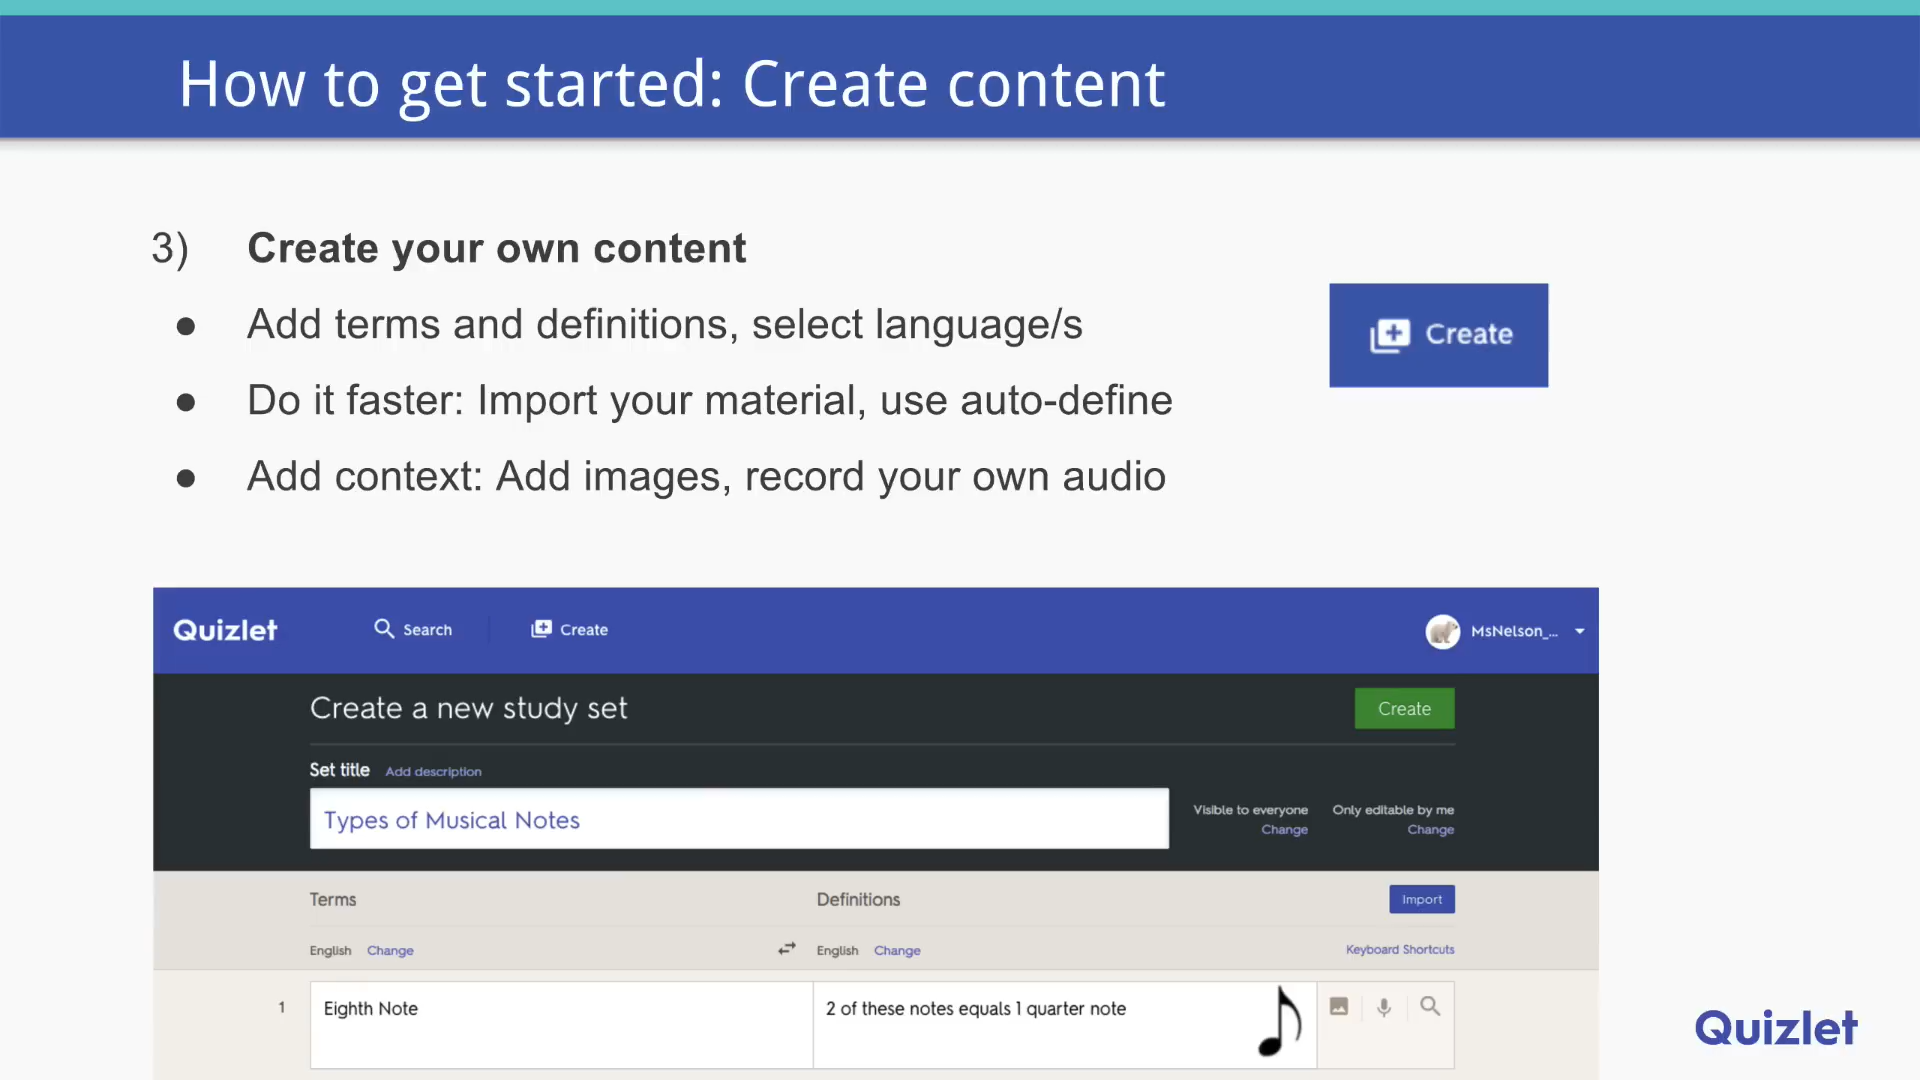 How to get started: Create content
3) Create your own content
● Add terms and definitions, select language/s
Create
● Do it faster: Import your material, use auto-define
● Add context: Add images, record your own audio
Quizlet Search Create MsNelson_...
Create a new study set Create
Set title Add description
Types of Musical Notes
Visible to everyone Only editable by me
Change Change
Terms Definitions Import
English Change English Change Keyboard Shortcuts
1 Eighth Note 2 of these notes equals 1 quarter note
Quizlet